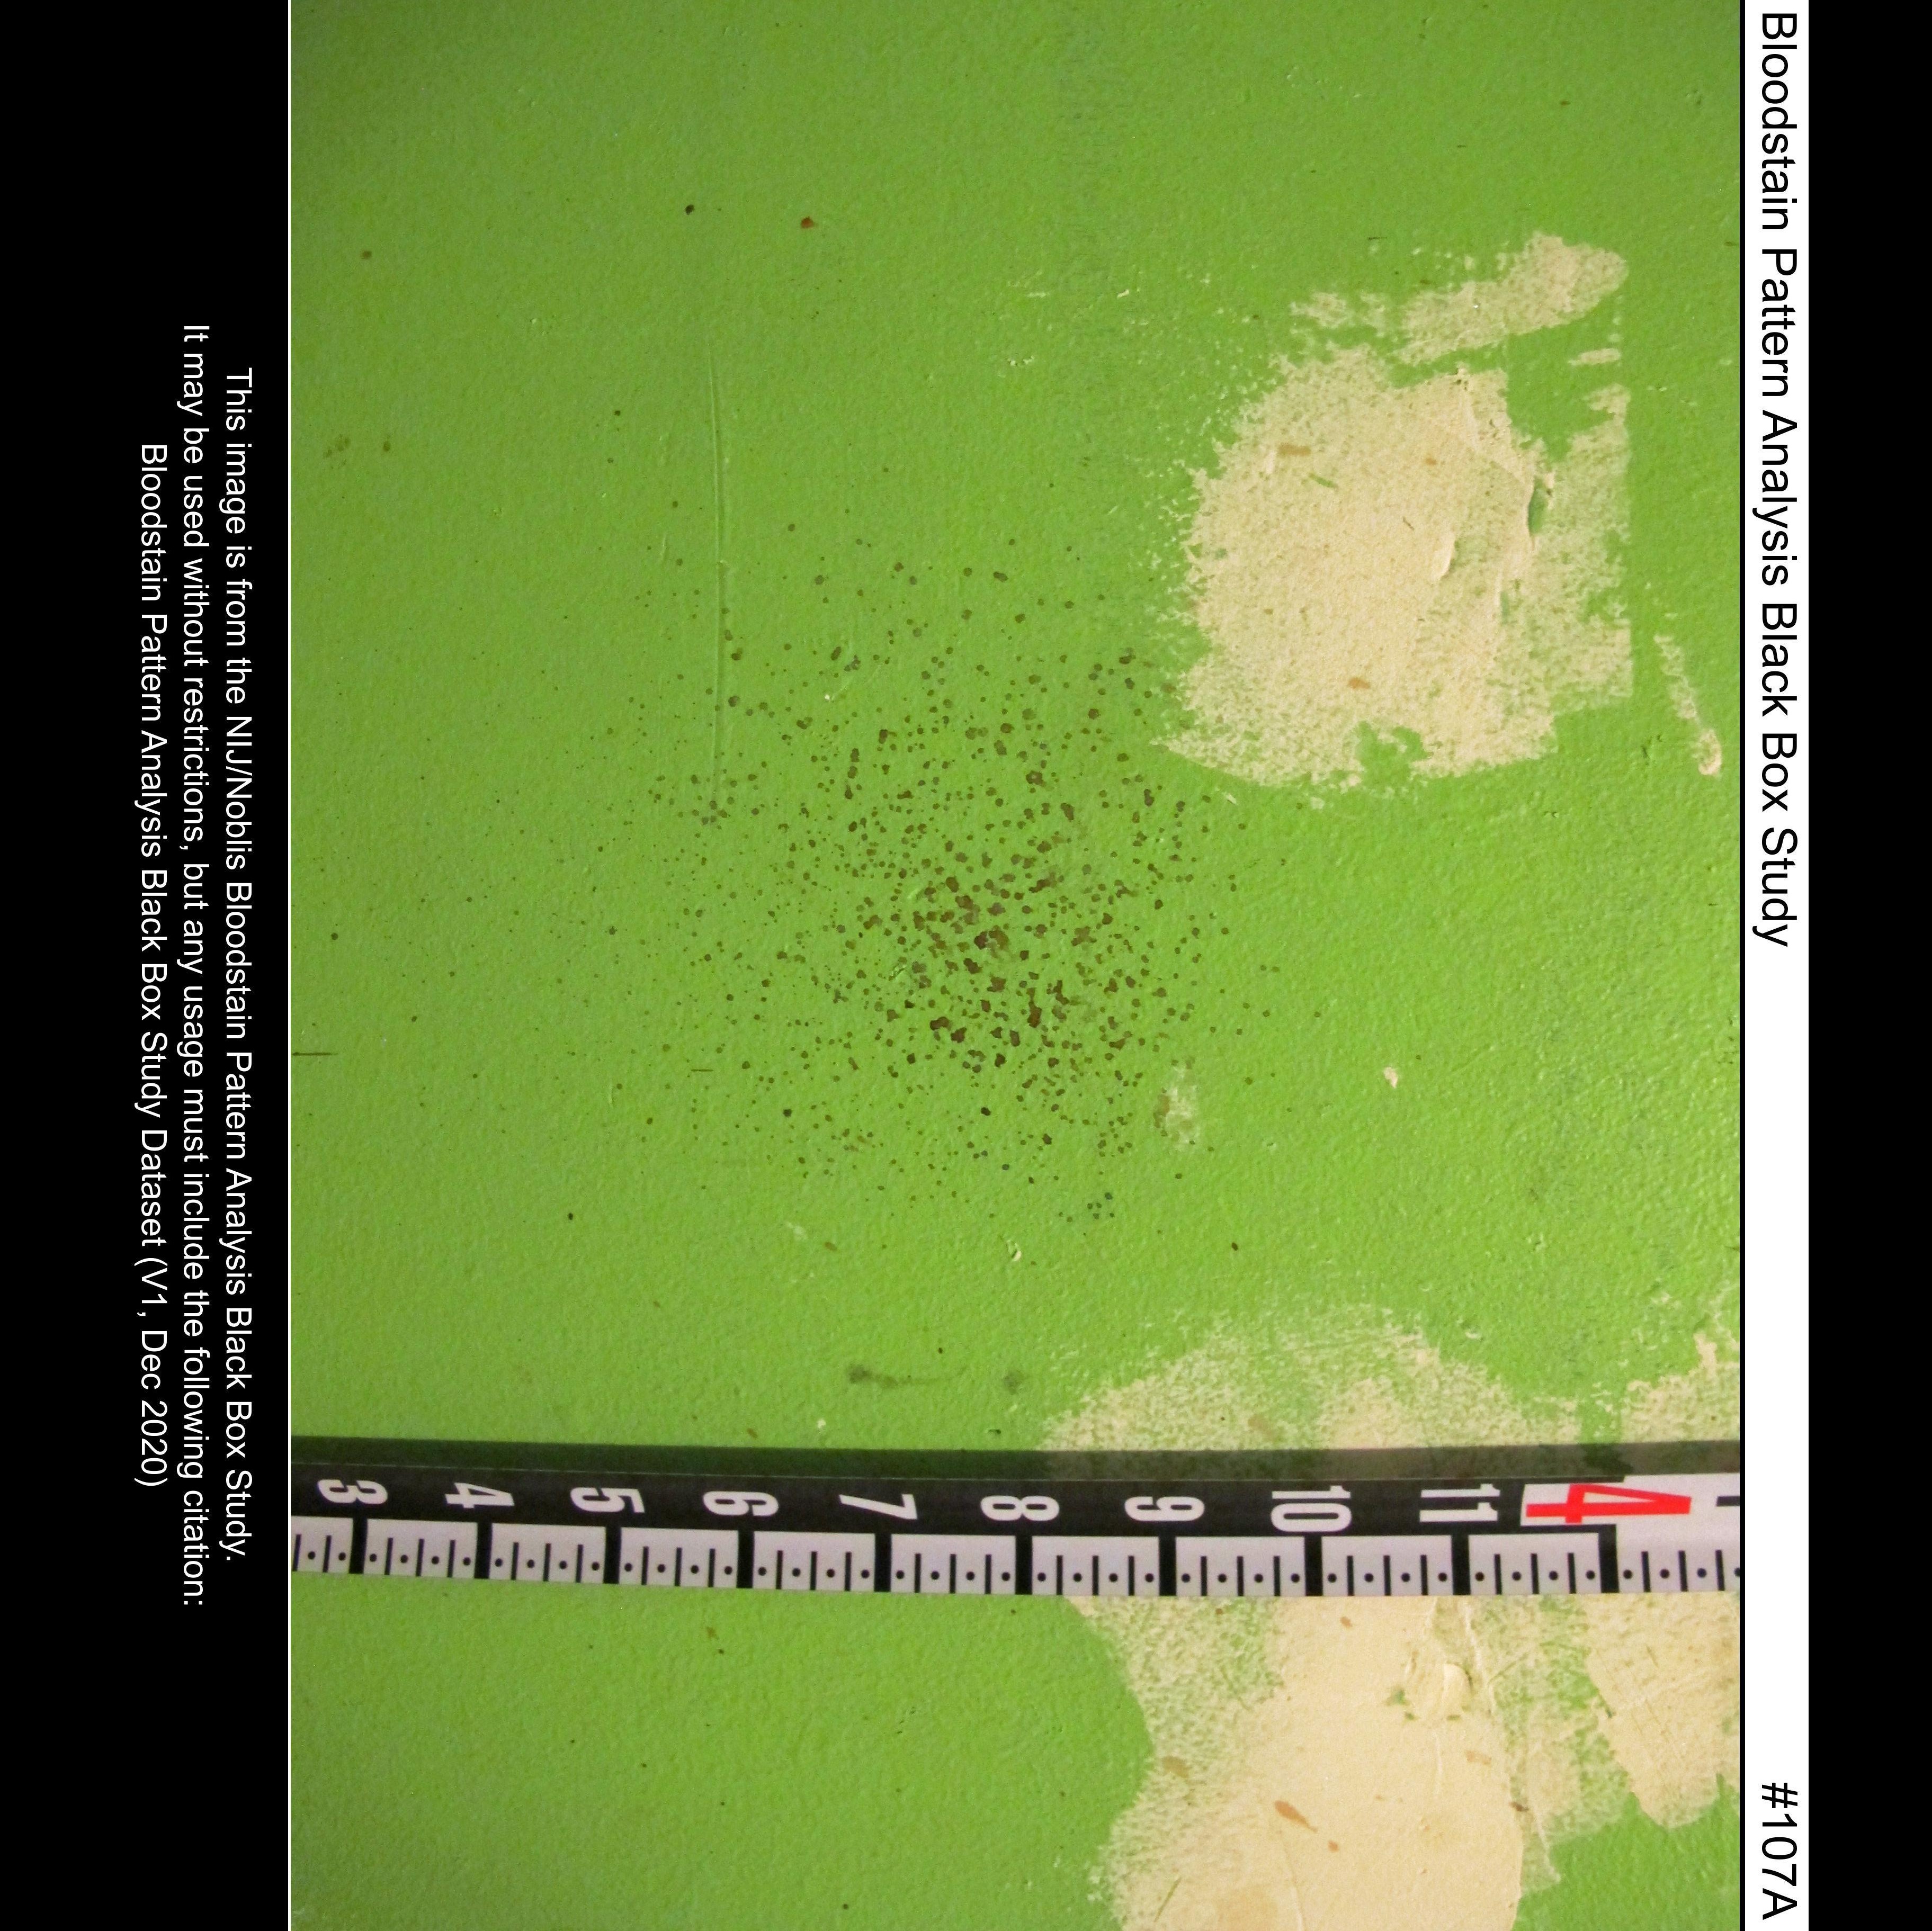 Bloodstain Pattern Analysis Black Box Study #107A
3 4 5 6 7 8 9 10 11 4
This image is from the NIJ/Noblis Bloodstain Pattern Analysis Black Box Study.
It may be used without restrictions, but any usage must include the following citation:
Bloodstain Pattern Analysis Black Box Study Dataset (V1, Dec 2020)